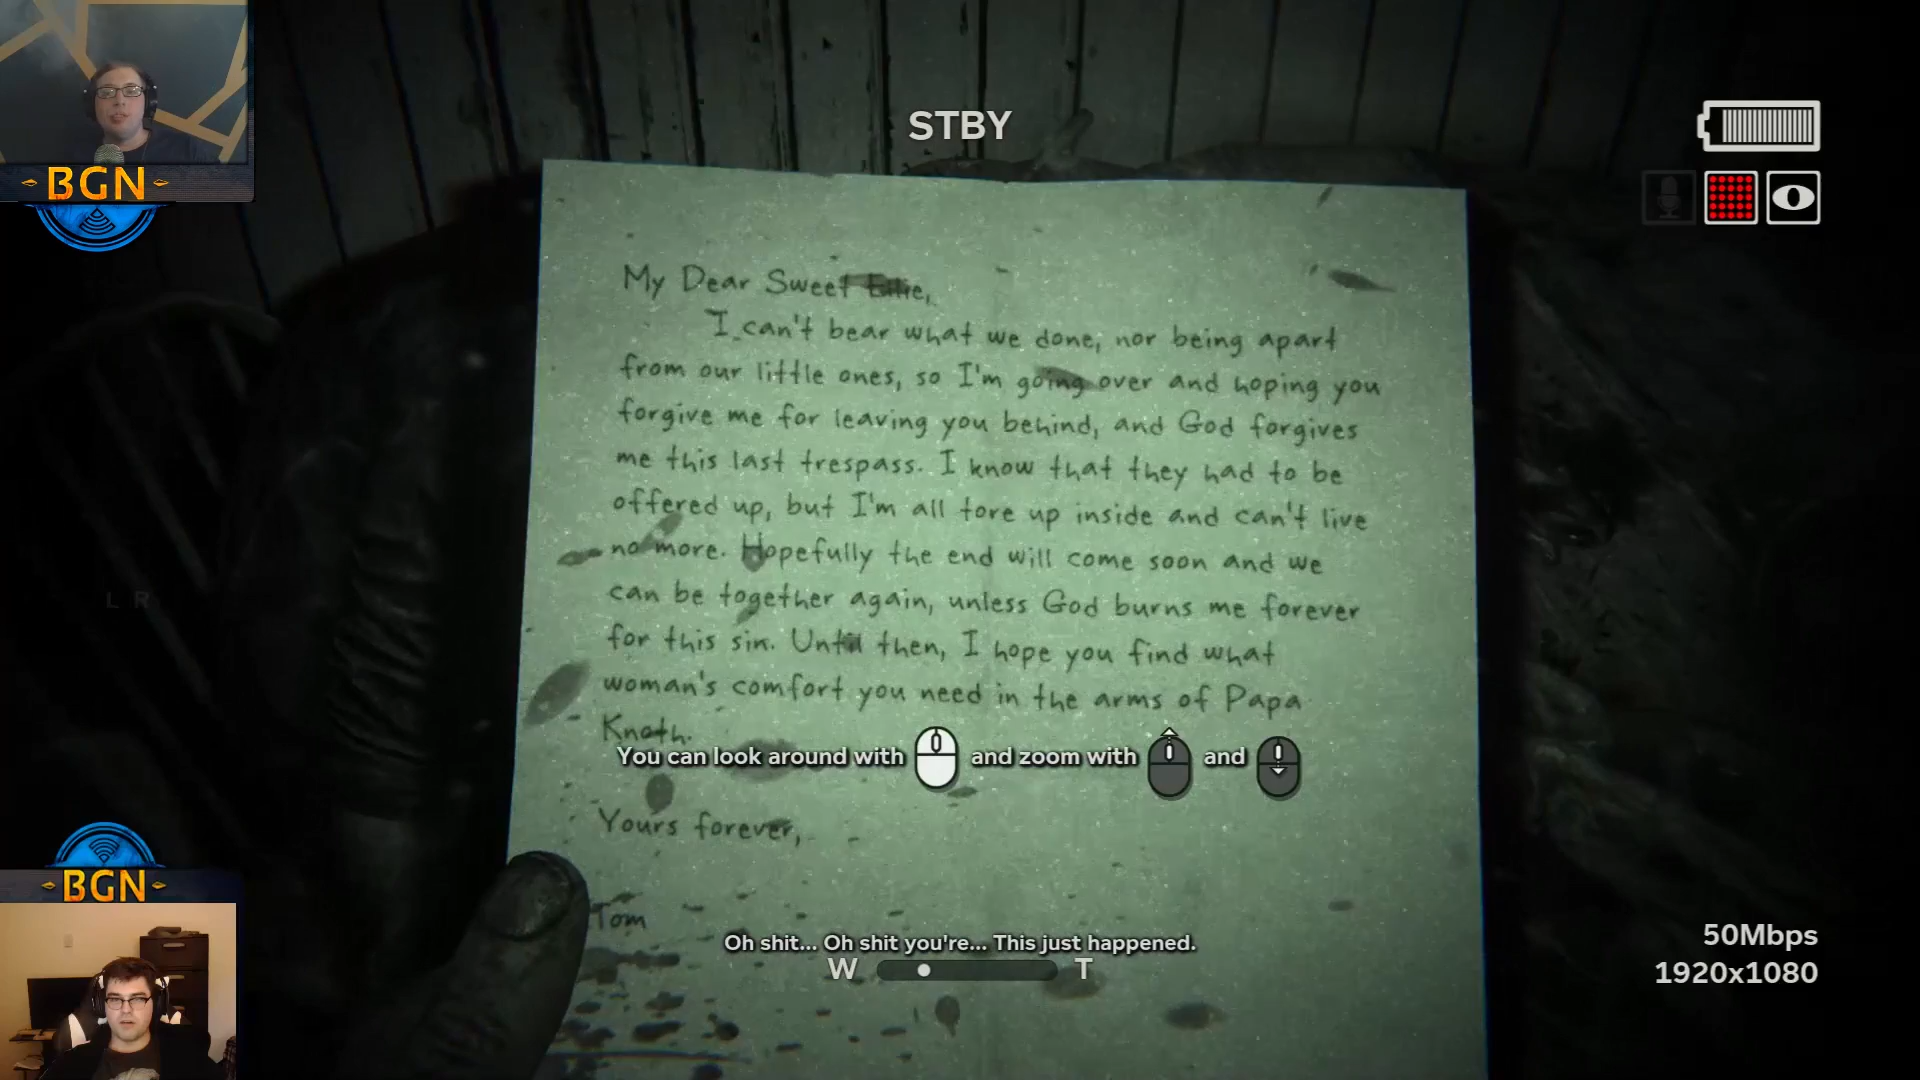 BGN
STBY
My Dear Sweet Ellie,
I can't bear what we done, nor being apart
from our little ones, so I'm going over and hoping you
forgive me for leaving you behind, and God forgives
me this last trespass. I know that they had to be
offered up, but I'm all tore up inside and can't live
no more. Hopefully the end will come soon and we
can be together again, unless God burns me forever
for this sin. Until then, I hope you find what
woman's comfort you need in the arms of Papa
Knoth.
You can look around with and zoom with and
Yours forever,
Tom
Oh shit... Oh shit you're... This just happened.
W T
L R
BGN
50Mbps
1920x1080